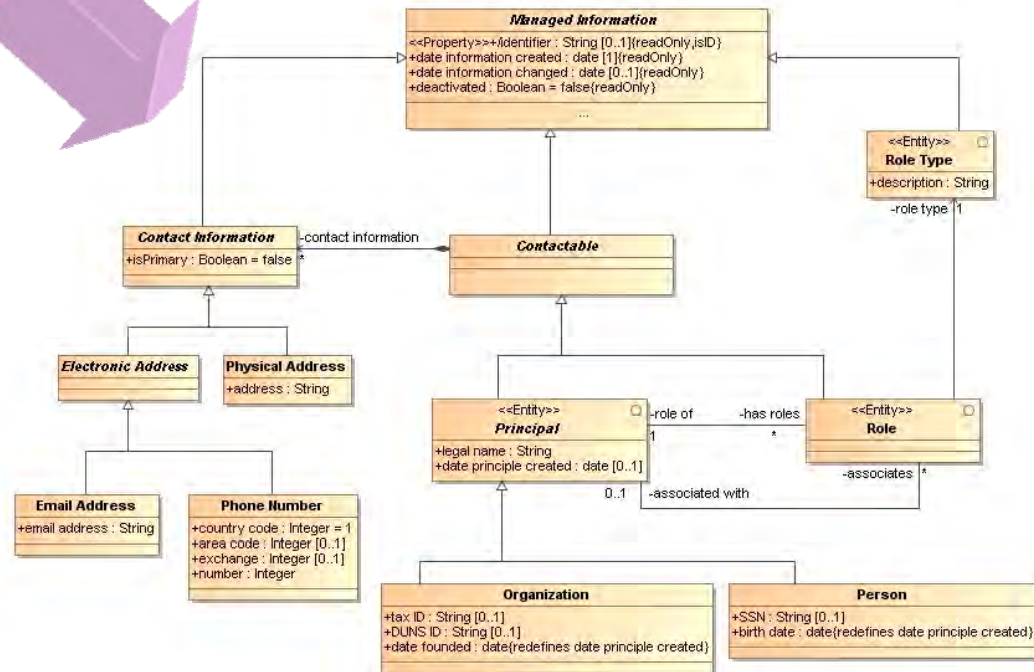 Managed Information
<<Property>>+/identifier : String [0..1]{readOnly,isID}
+date information created : date [1]{readOnly}
+date information changed : date [0..1]{readOnly}
+deactivated : Boolean = false{readOnly}
...
<<Entity>>
Role Type
+description : String
-role type 1
Contact Information
+isPrimary : Boolean = false
-contact information
*
Contactable
Electronic Address
Physical Address
+address : String
<<Entity>>
Principal
+legal name : String
+date principle created : date [0..1]
-role of
1
-has roles
*
<<Entity>>
Role
-associates *
0..1 -associated with
Email Address
+email address : String
Phone Number
+country code : Integer = 1
+area code : Integer [0..1]
+exchange : Integer [0..1]
+number : Integer
Organization
+tax ID : String [0..1]
+DUNS ID : String [0..1]
+date founded : date{redefines date principle created}
Person
+SSN : String [0..1]
+birth date : date{redefines date principle created}